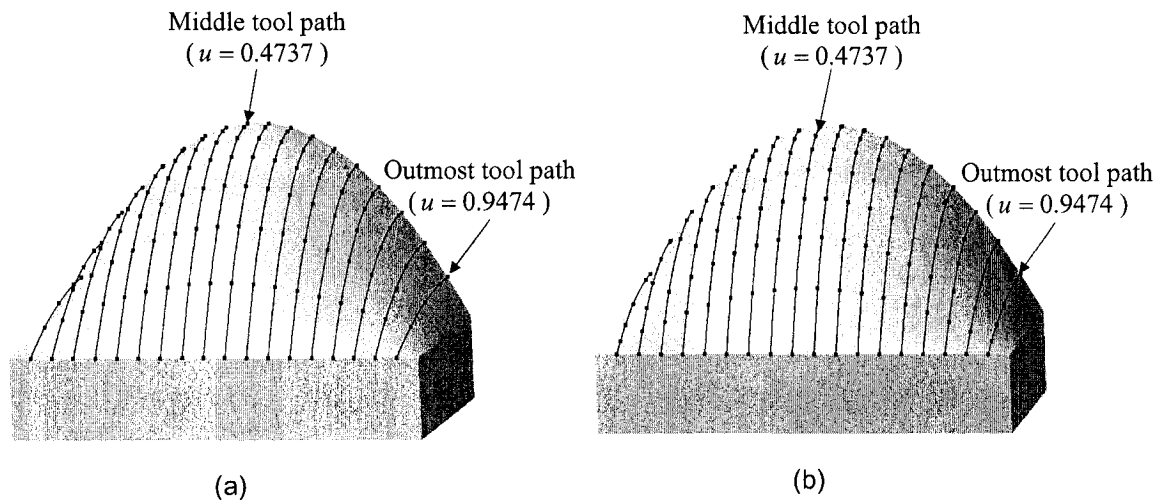 Middle tool path
( u = 0.4737 )
Outmost tool path
( u = 0.9474 )
(a)
Middle tool path
( u = 0.4737 )
Outmost tool path
( u = 0.9474 )
(b)